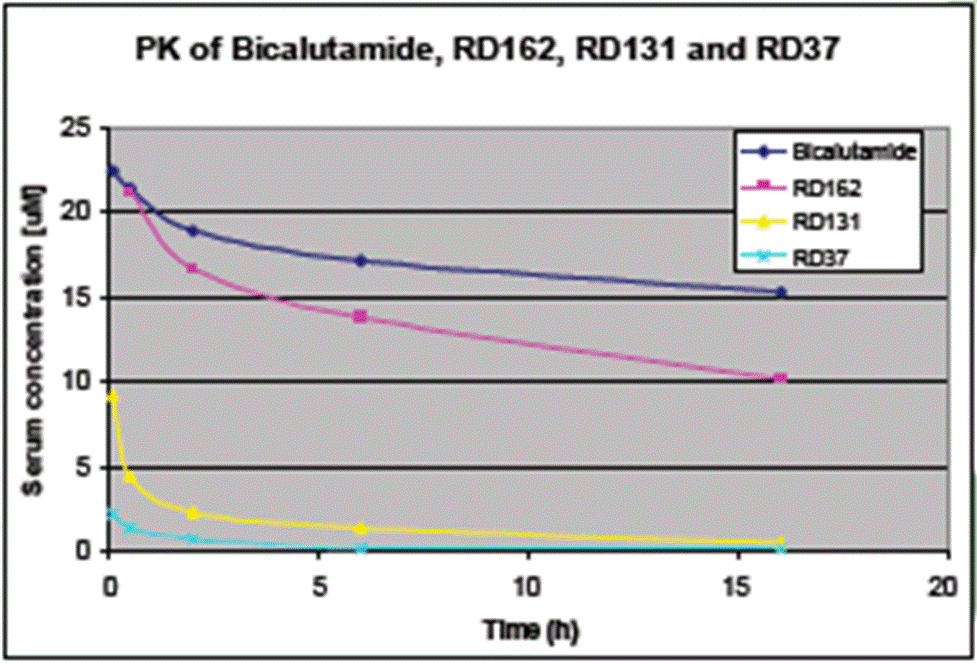 PK of Bicalutamide, RD162, RD131 and RD37
25
20
15
10
5
0
Serum concentration [uM]
0 5 10 15 20
Time (h)
Bicalutamide
RD162
RD131
RD37